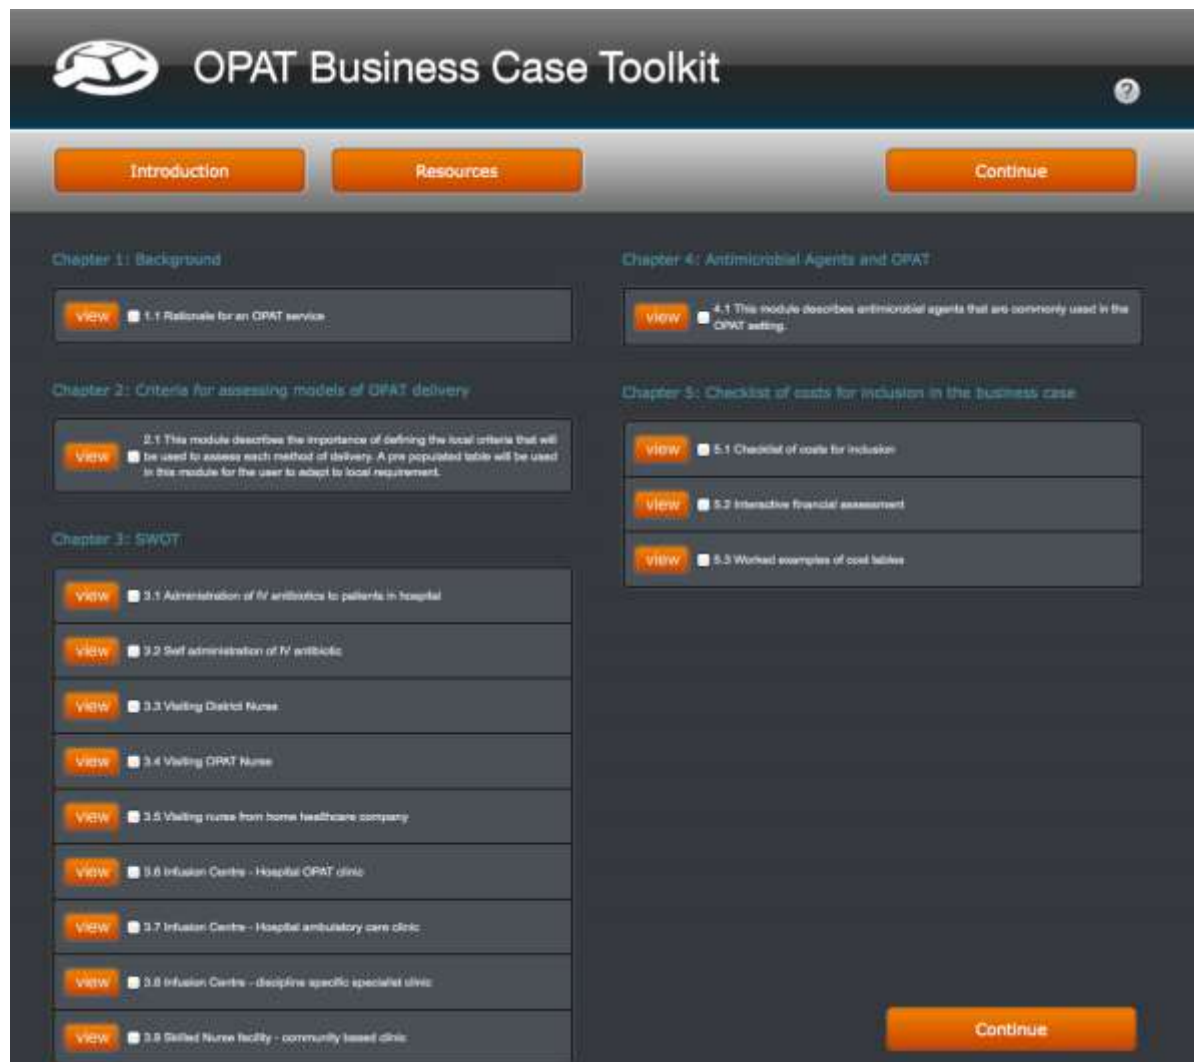 OPAT Business Case Toolkit
?
Introduction
Resources
Continue
Chapter 1: Background
view
1.1 Rationale for an OPAT service
Chapter 2: Criteria for assessing models of OPAT delivery
view
2.1 This module describes the importance of defining the local criteria that will
be used to assess each method of delivery. A pre populated table will be used
in this module for the user to adapt to local requirement.
Chapter 3: SWOT
view
3.1 Administration of IV antibiotics to patients in hospital
view
3.2 Self administration of IV antibiotic
view
3.3 Visiting District Nurse
view
3.4 Visiting OPAT Nurse
view
3.5 Visiting nurse from home healthcare company
view
3.6 Infusion Centre - Hospital OPAT clinic
view
3.7 Infusion Centre - Hospital ambulatory care clinic
view
3.8 Infusion Centre - discipline specific specialist clinic
view
3.9 Skilled Nurse facility - community based clinic
Chapter 4: Antimicrobial Agents and OPAT
view
4.1 This module describes antimicrobial agents that are commonly used in the
OPAT setting.
Chapter 5: Checklist of costs for inclusion in the business case
view
5.1 Checklist of costs for inclusion
view
5.2 Interactive financial assessment
view
5.3 Worked examples of cost tables
Continue